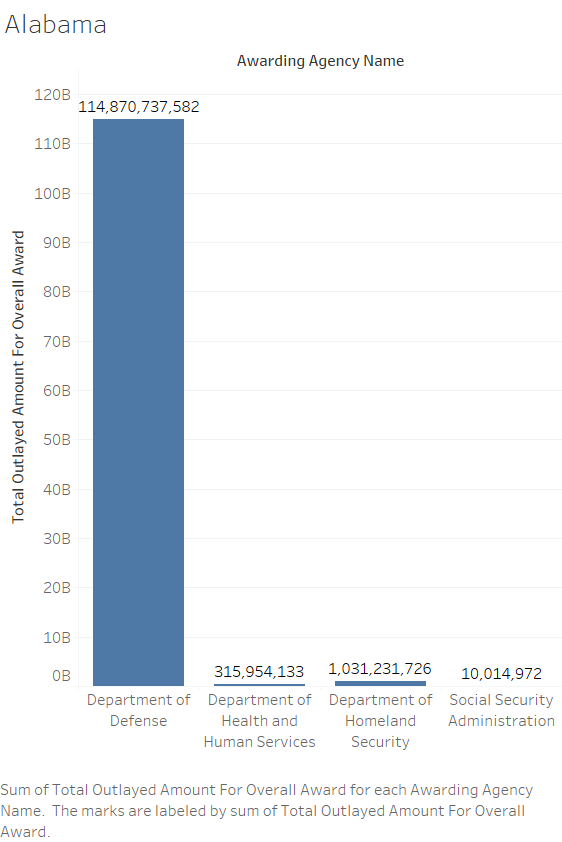 Alabama
Awarding Agency Name
Total Outlayed Amount For Overall Award
120B
110B
100B
90B
80B
70B
60B
50B
40B
30B
20B
10B
0B
114,870,737,582
315,954,133
1,031,231,726
10,014,972
Department of
Defense
Department of
Health and
Human Services
Department of
Homeland
Security
Social Security
Administration
Sum of Total Outlayed Amount For Overall Award for each Awarding Agency
Name.  The marks are labeled by sum of Total Outlayed Amount For Overall
Award.